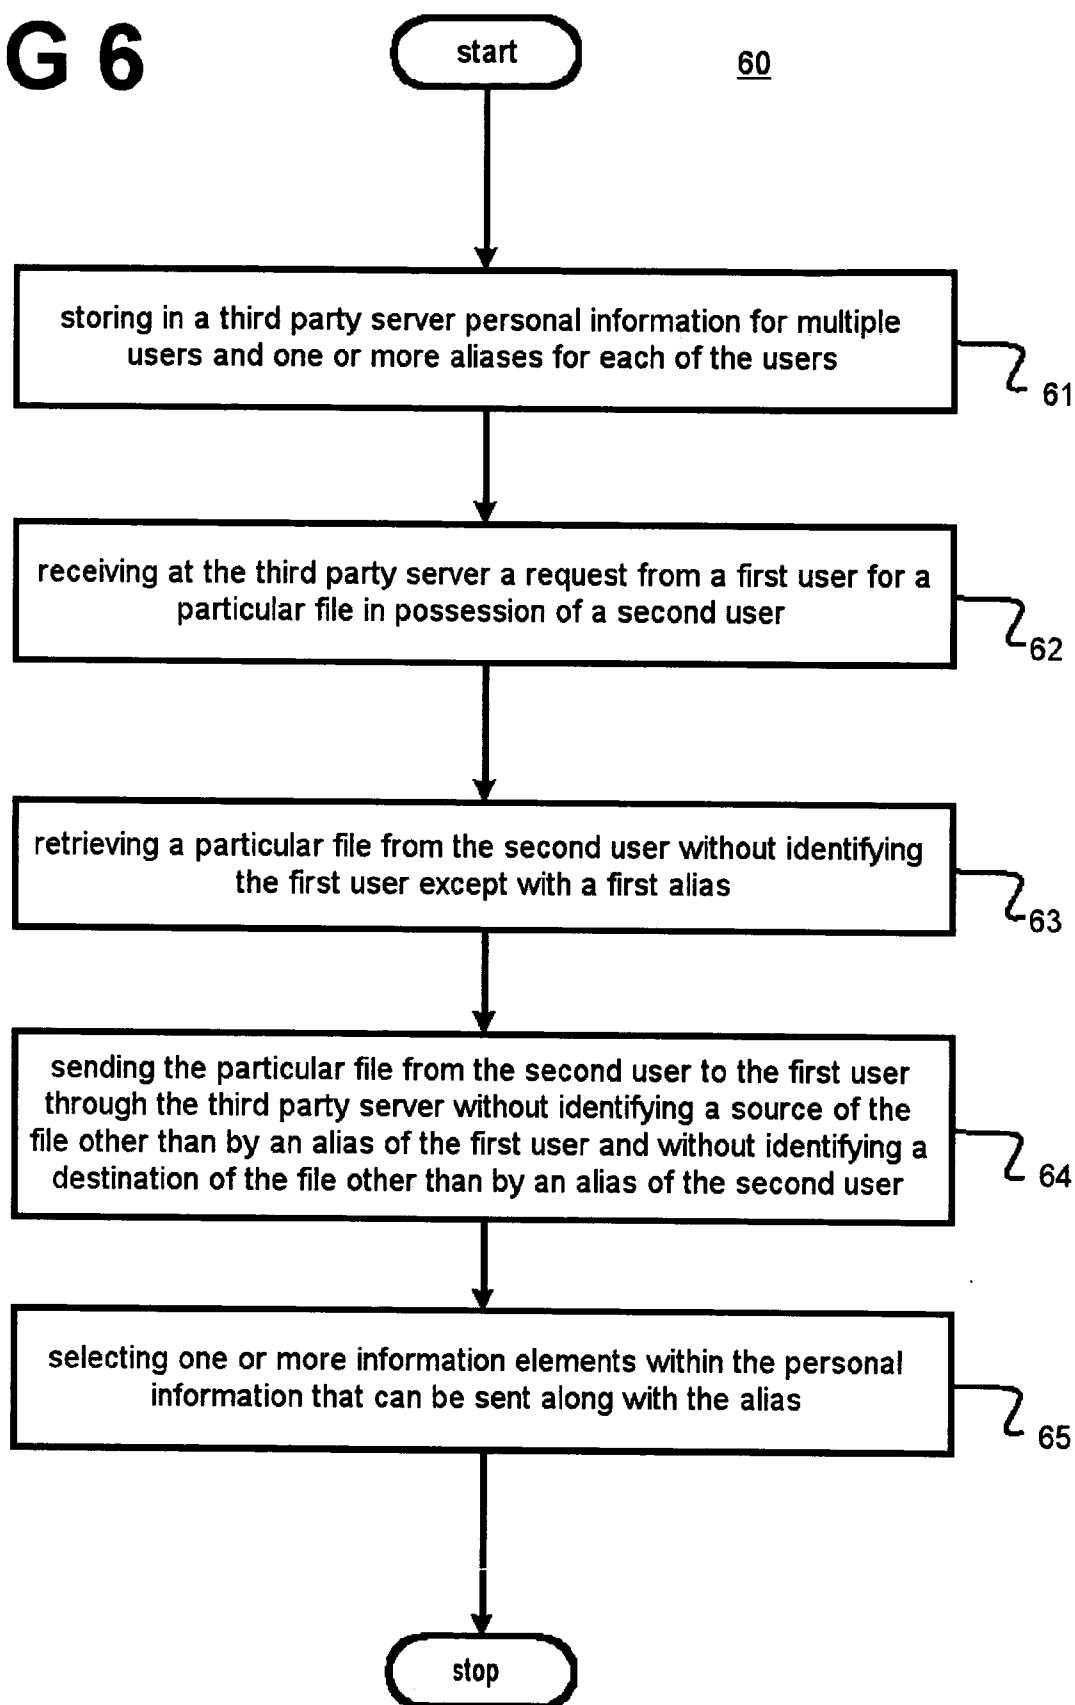 G 6
start
60
storing in a third party server personal information for multiple
users and one or more aliases for each of the users
61
receiving at the third party server a request from a first user for a
particular file in possession of a second user
62
retrieving a particular file from the second user without identifying
the first user except with a first alias
63
sending the particular file from the second user to the first user
through the third party server without identifying a source of the
file other than by an alias of the first user and without identifying a
destination of the file other than by an alias of the second user
64
selecting one or more information elements within the personal
information that can be sent along with the alias
65
stop